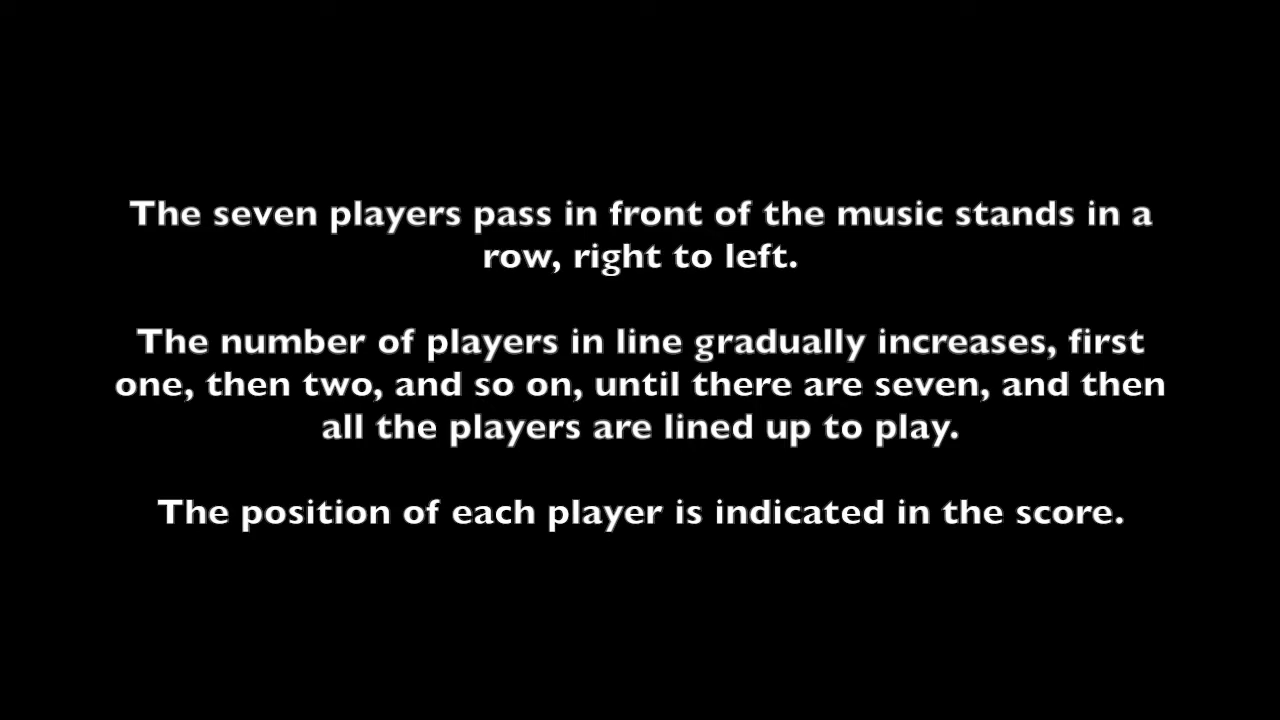 The seven players pass in front of the music stands in a
row, right to left.
The number of players in line gradually increases, first
one, then two, and so on, until there are seven, and then
all the players are lined up to play.
The position of each player is indicated in the score.